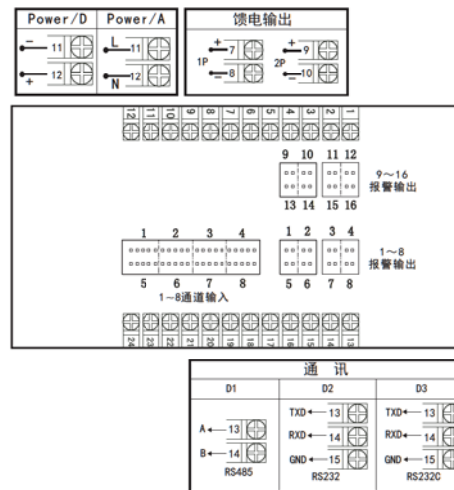 Power/D Power/A 馈电输出
- 11 L 11 + 7 + 9
1P 2P
+ 12 N 12 - 8 - 10
12 11 10 9 8 7 6 5 4 3 2 1
9 10 11 12
9～16
报警输出
13 14 15 16
1 2 3 4 1 2 3 4
1～8
报警输出
5 6 7 8 5 6 7 8
1～8通道输入
24 23 22 21 20 19 18 17 16 15 14 13
通 讯
D1 D2 D3
TXD 13 TXD 13
A 13 RXD 14 RXD 14
B 14 GND 15 GND 15
RS485 RS232 RS232C